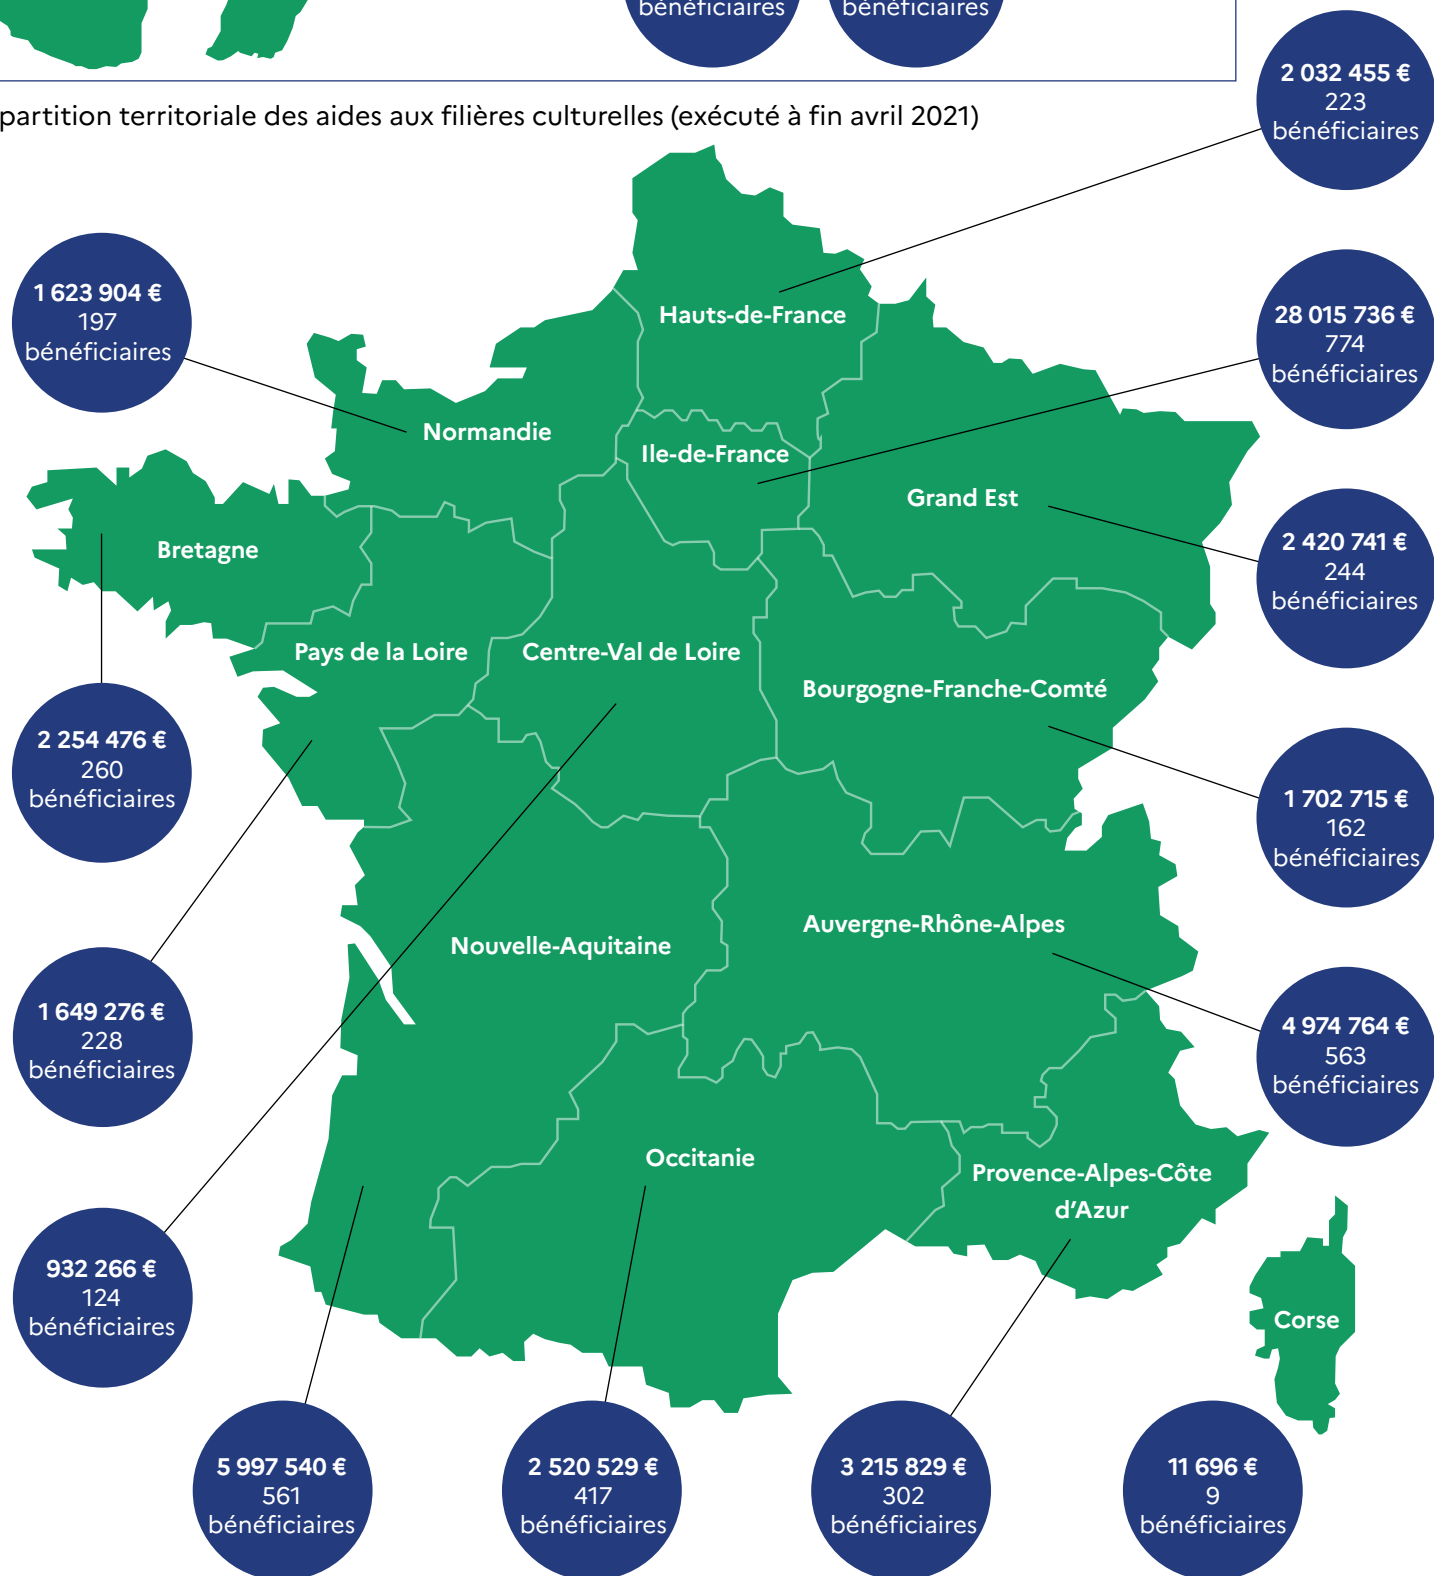 bénéficiaires
bénéficiaires
partition territoriale des aides aux filières culturelles (exécuté à fin avril 2021)
2 032 455 €
223
bénéficiaires
1 623 904 €
197
bénéficiaires
Hauts-de-France
28 015 736 €
774
bénéficiaires
Normandie
Ile-de-France
Grand Est
Bretagne
2 420 741 €
244
bénéficiaires
Pays de la Loire
Centre-Val de Loire
Bourgogne-Franche-Comté
2 254 476 €
260
bénéficiaires
1 702 715 €
162
bénéficiaires
Auvergne-Rhône-Alpes
Nouvelle-Aquitaine
1 649 276 €
228
bénéficiaires
4 974 764 €
563
bénéficiaires
Occitanie
Provence-Alpes-Côte
d'Azur
932 266 €
124
bénéficiaires
Corse
5 997 540 €
561
bénéficiaires
2 520 529 €
417
bénéficiaires
3 215 829 €
302
bénéficiaires
11 696 €
9
bénéficiaires